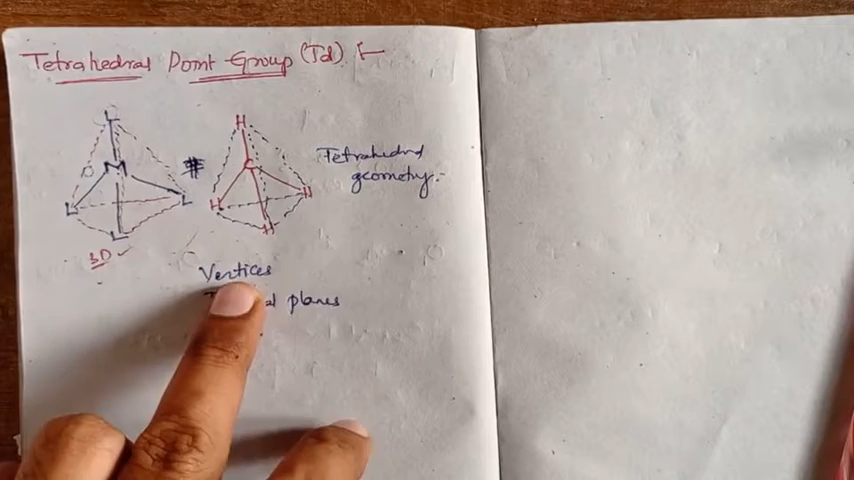 Tetrahedral Point Group (Td) :-
L
M
L
L
L
H
C
H
H
H
Tetrahedral
geometry:-
3D ✓
Vertices
planes